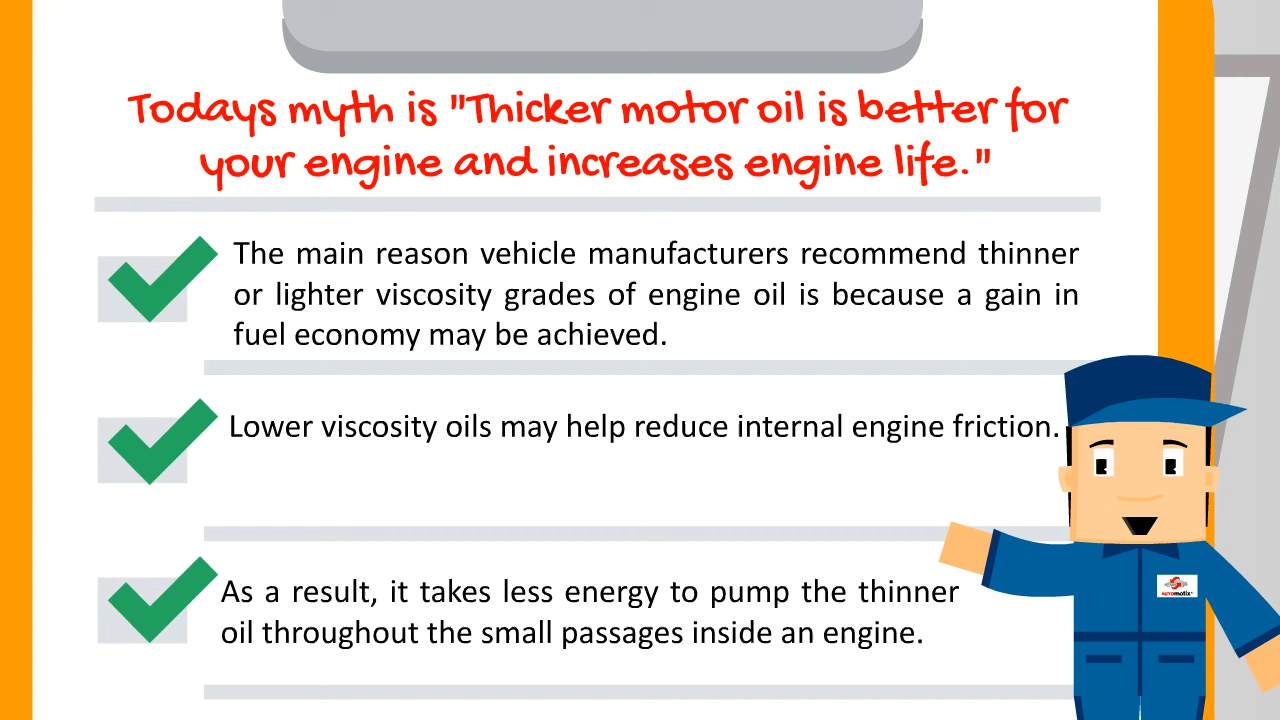 Todays myth is "Thicker motor oil is better for
your engine and increases engine life."
The main reason vehicle manufacturers recommend thinner
or lighter viscosity grades of engine oil is because a gain in
fuel economy may be achieved.
Lower viscosity oils may help reduce internal engine friction.
As a result, it takes less energy to pump the thinner
oil throughout the small passages inside an engine.
AUTOmatix